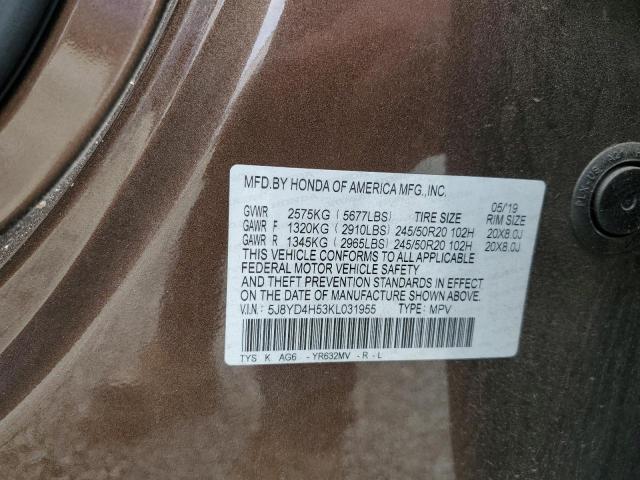 MFD.BY HONDA OF AMERICA MFG.,INC.
05/19
GVWR 2575KG ( 5677LBS) TIRE SIZE RIM SIZE
GAWR F 1320KG ( 2910LBS) 245/50R20 102H 20X8.0J
GAWR R 1345KG ( 2965LBS) 245/50R20 102H 20X8.0J
THIS VEHICLE CONFORMS TO ALL APPLICABLE
FEDERAL MOTOR VEHICLE SAFETY
AND THEFT PREVENTION STANDARDS IN EFFECT
ON THE DATE OF MANUFACTURE SHOWN ABOVE.
V.I.N.: 5J8YD4H53KL031955 TYPE: MPV
TYS K AG6 - YR632MV - R - L